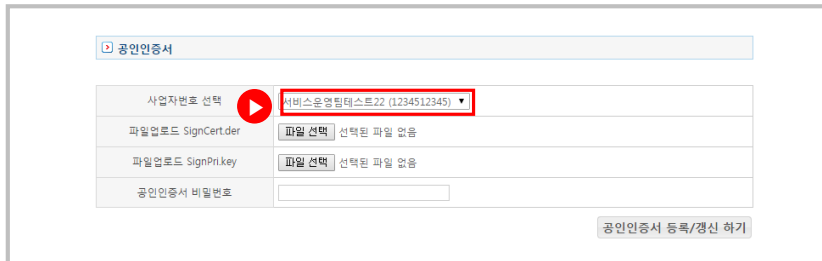 공인인증서
사업자번호 선택 서비스운영팀테스트22 (1234512345)
파일업로드 SignCert.der 파일 선택 선택된 파일 없음
파일업로드 SignPri.key 파일 선택 선택된 파일 없음
공인인증서 비밀번호
공인인증서 등록/갱신 하기